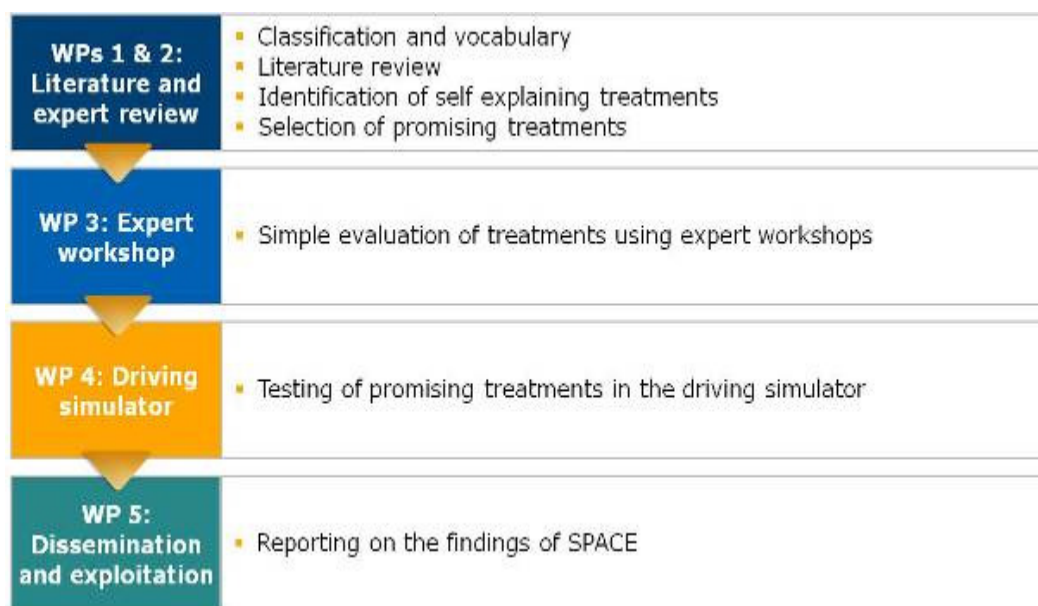 WPs 1 & 2:
Literature and
expert review
▪ Classification and vocabulary
▪ Literature review
▪ Identification of self explaining treatments
▪ Selection of promising treatments
WP 3: Expert
workshop
▪ Simple evaluation of treatments using expert workshops
WP 4: Driving
simulator
▪ Testing of promising treatments in the driving simulator
WP 5:
Dissemination
and exploitation
▪ Reporting on the findings of SPACE